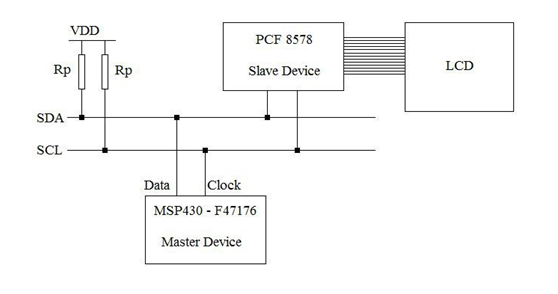 VDD
Rp
Rp
PCF 8578
Slave Device
LCD
SDA
SCL
Data
Clock
MSP430 - F47176
Master Device